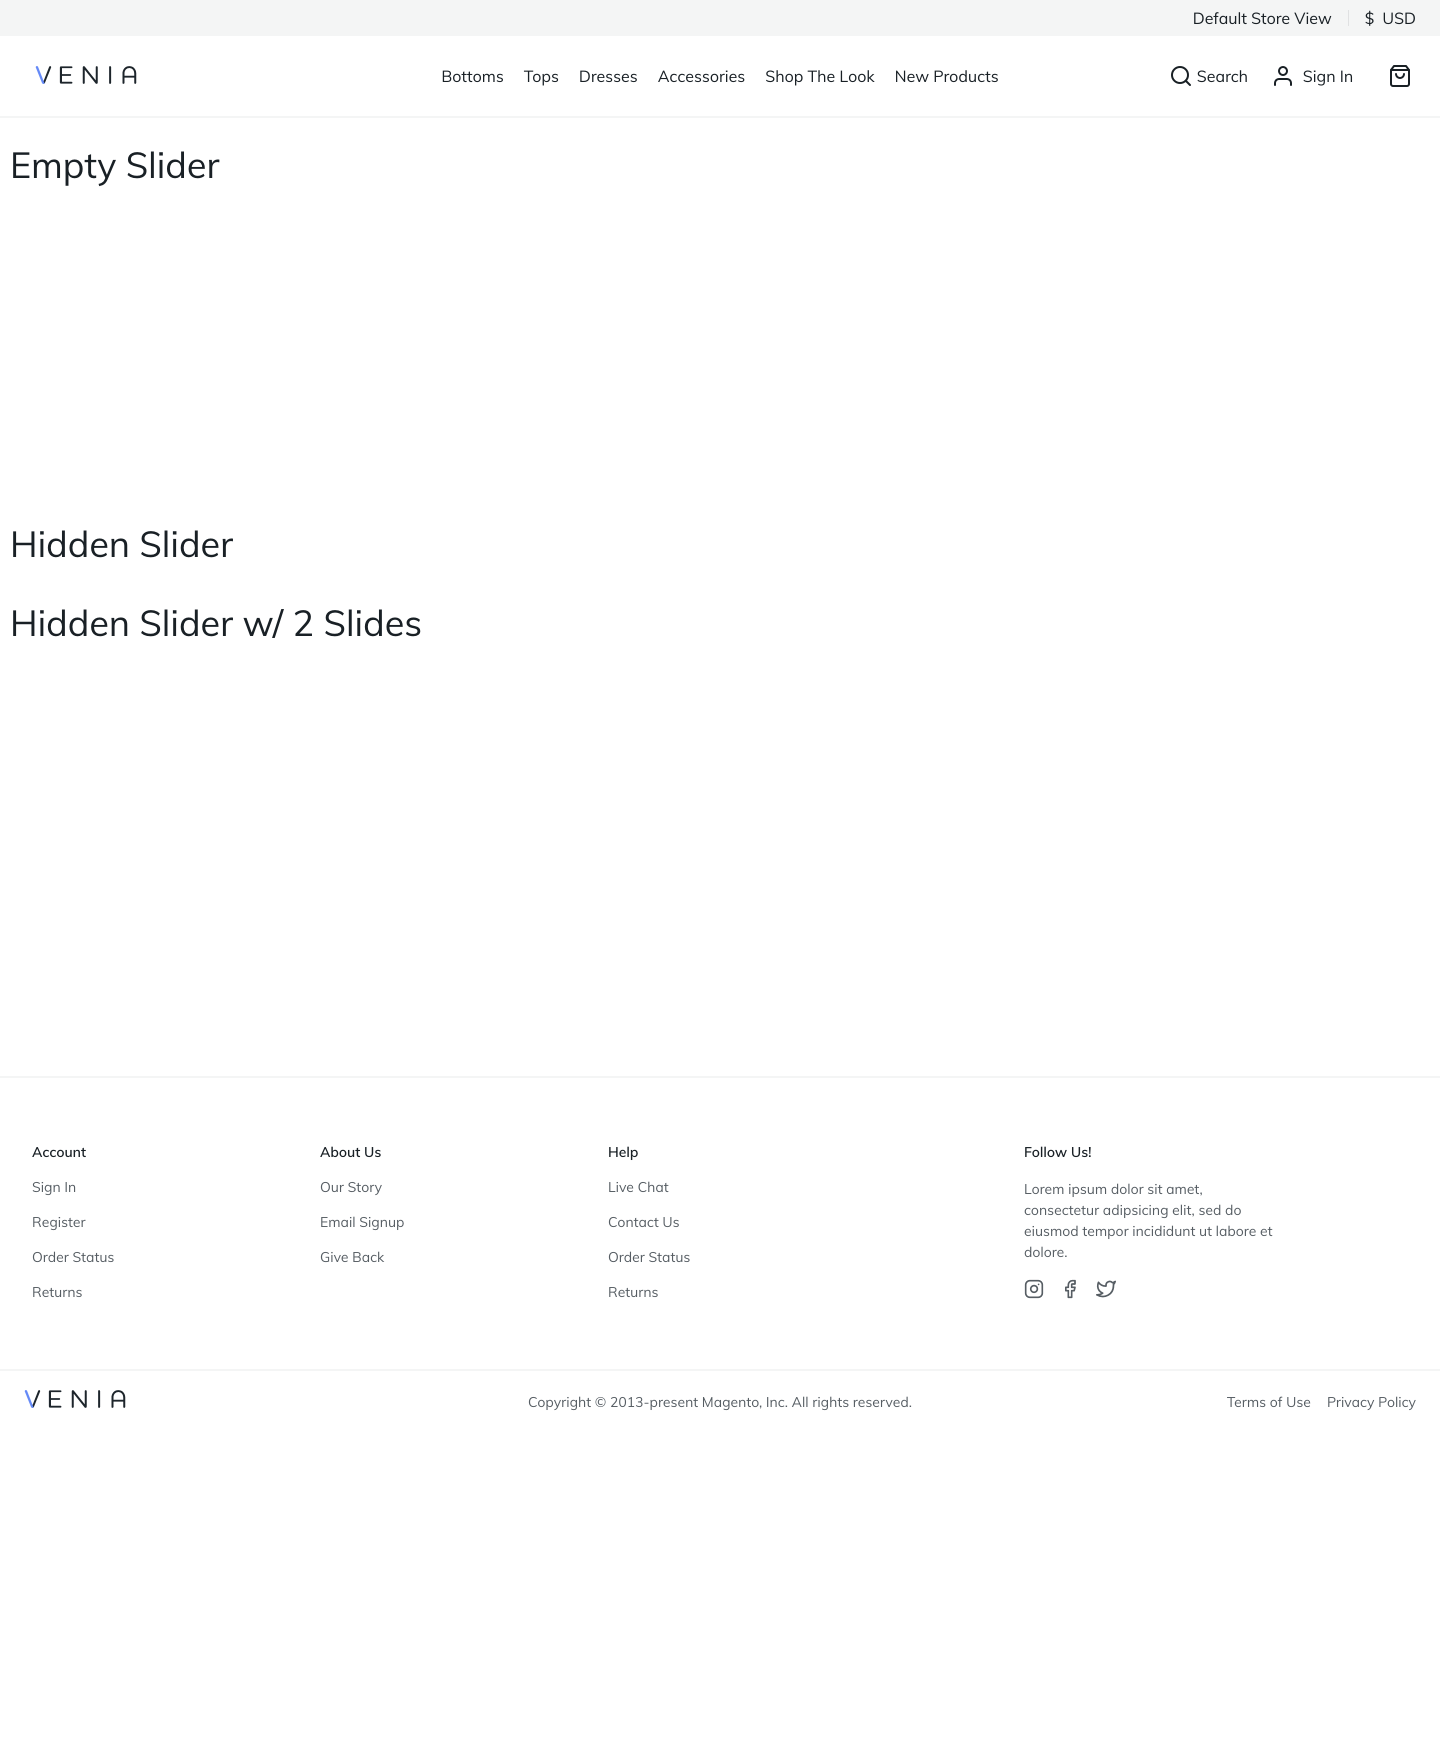 Default Store View $ USD
VENIA Bottoms Tops Dresses Accessories Shop The Look New Products Search Sign In
Empty Slider
Hidden Slider
Hidden Slider w/ 2 Slides
Account
Sign In
Register
Order Status
Returns
About Us
Our Story
Email Signup
Give Back
Help
Live Chat
Contact Us
Order Status
Returns
Follow Us!
Lorem ipsum dolor sit amet,
consectetur adipsicing elit, sed do
eiusmod tempor incididunt ut labore et
dolore.
VENIA Copyright © 2013-present Magento, Inc. All rights reserved. Terms of Use Privacy Policy